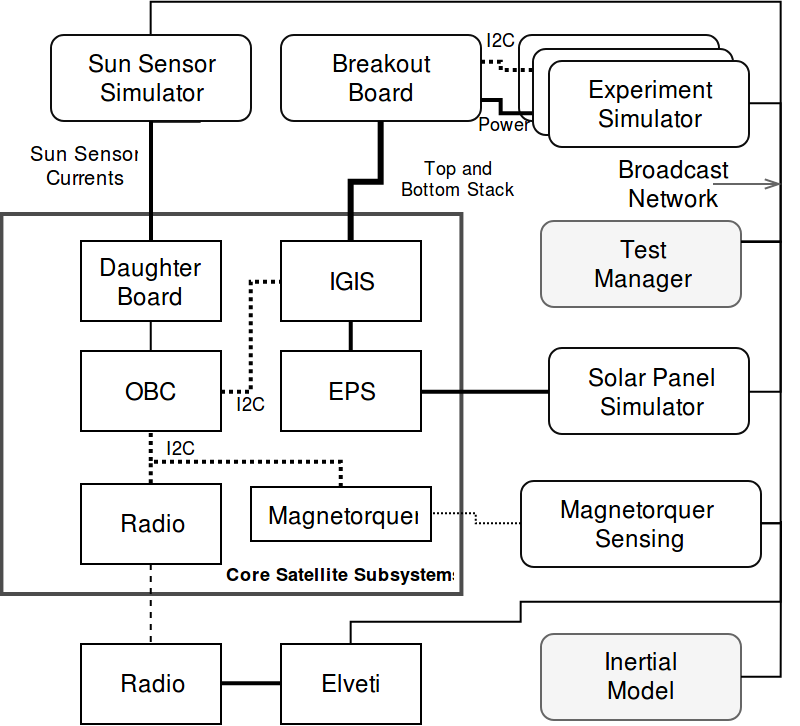 Sun Sensor
Simulator
Breakout
Board
I2C
Power
Experiment
Simulator
Sun Sensor
Currents
Top and
Bottom Stack
Broadcast
Network
Daughter
Board
IGIS
Test
Manager
OBC
I2C
EPS
Solar Panel
Simulator
I2C
Radio
Magnetorquer
Magnetorquer
Sensing
Core Satellite Subsystems
Radio
Elveti
Inertial
Model